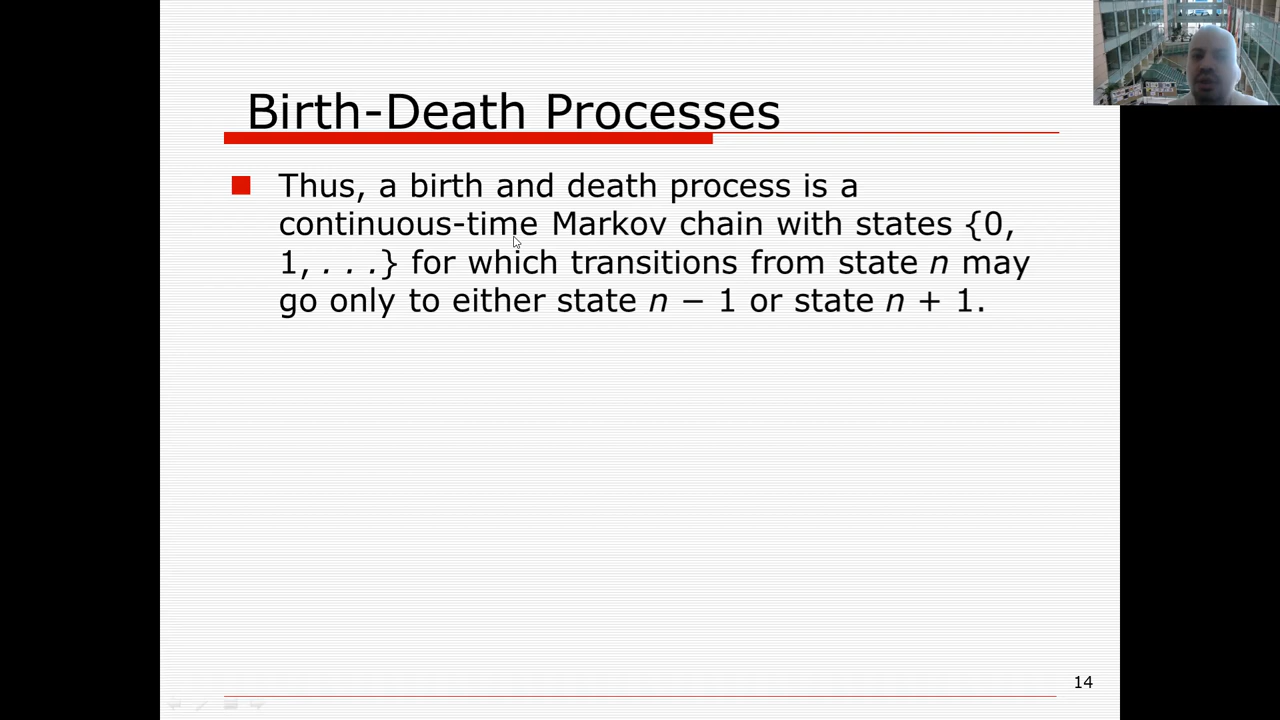 Birth-Death Processes
Thus, a birth and death process is a
continuous-time Markov chain with states {0,
1, . . .} for which transitions from state n may
go only to either state n − 1 or state n + 1.
14